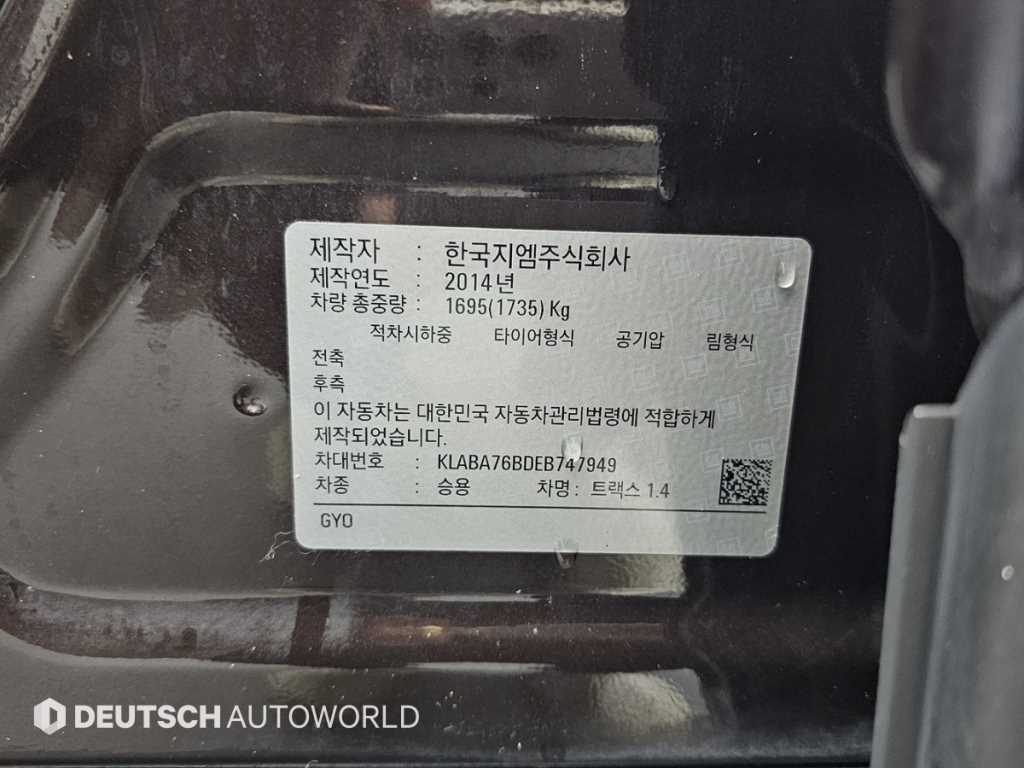 제작자 : 한국지엠주식회사
제작연도 : 2014년
차량 총중량 : 1695(1735) Kg
적차시하중 타이어형식 공기압 림형식
전축
후축
이 자동차는 대한민국 자동차관리법령에 적합하게
제작되었습니다.
차대번호 : KLABA76BDEB747949
차종 : 승용 차명 : 트랙스 1.4
GYO
DEUTSCH AUTOWORLD